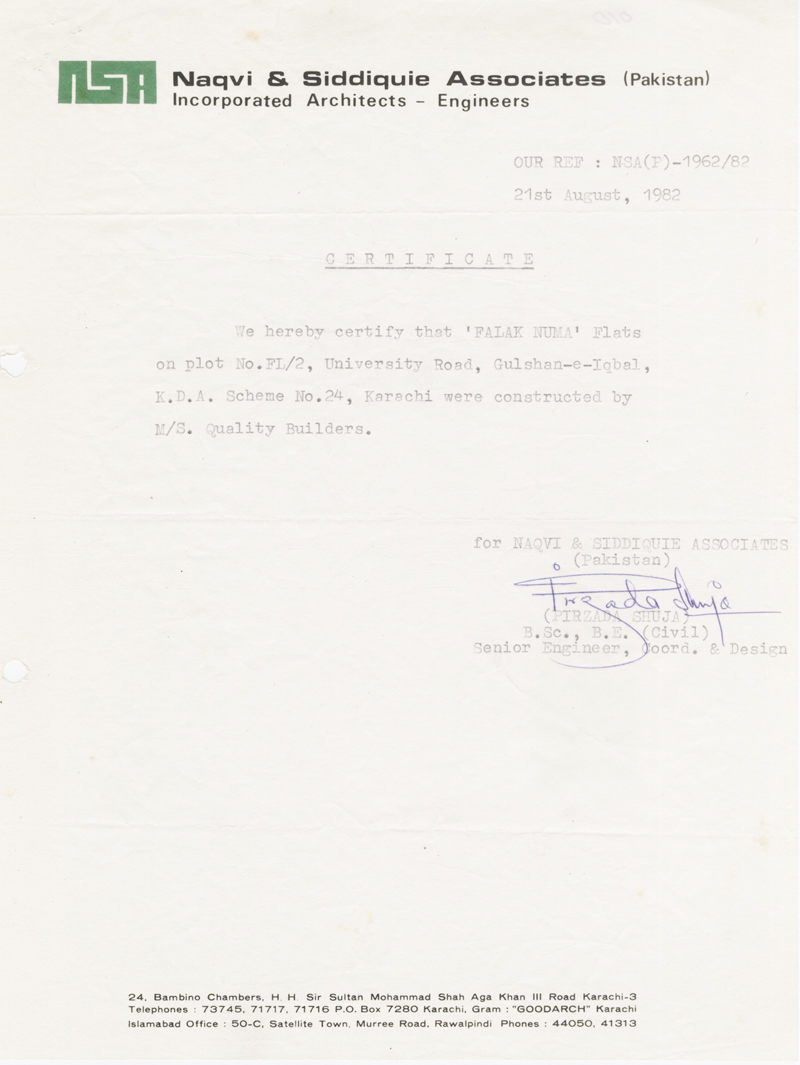 NSA
Naqvi & Siddiquie Associates (Pakistan)
Incorporated Architects – Engineers
OUR REF : NSA(P)-1962/82
21st August, 1982
C E R T I F I C A T E
We hereby certify that 'FALAK NUMA' Flats
on plot No.FL/2, University Road, Gulshan-e-Iqbal,
K.D.A. Scheme No.24, Karachi were constructed by
M/S. Quality Builders.
for NAQVI & SIDDIQUIE ASSOCIATES
(Pakistan)
Pirzada Shuja
(PIRZADA SHUJA)
B.Sc., B.E. (Civil)
Senior Engineer, Coord. & Design
24, Bambino Chambers, H. H. Sir Sultan Mohammad Shah Aga Khan III Road Karachi-3
Telephones : 73745, 71717, 71716 P.O. Box 7280 Karachi, Gram : "GOODARCH" Karachi
Islamabad Office : 50-C, Satellite Town, Murree Road, Rawalpindi Phones : 44050, 41313